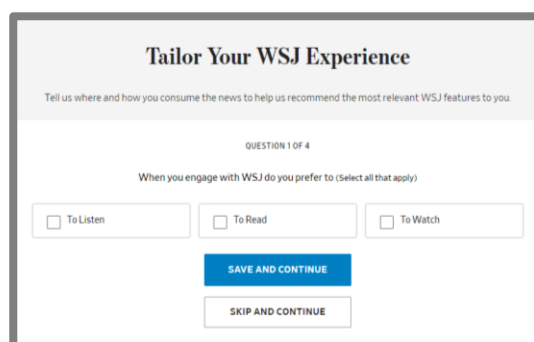 Tailor Your WSJ Experience
Tell us where and how you consume the news to help us recommend the most relevant WSJ features to you.
QUESTION 1 OF 4
When you engage with WSJ do you prefer to (Select all that apply)
To Listen To Read To Watch
SAVE AND CONTINUE
SKIP AND CONTINUE